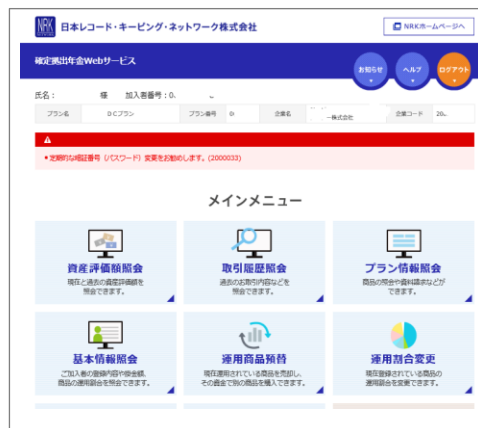 NRK 日本レコード・キーピング・ネットワーク株式会社
NRKホームページへ
確定拠出年金Webサービス
お知らせ
ヘルプ
ログアウト
氏名： 様 加入者番号：0.
プラン名 DCプラン プラン番号 企業名 ー株式会社 企業コード 20
• 定期的な暗証番号（パスワード）変更をお勧めします。(2000033)
メインメニュー
資産評価額照会
現在と過去の資産評価額を
照会できます。
取引履歴照会
過去のお取引内容などを
照会できます。
プラン情報照会
商品の照会や資料請求などが
できます。
基本情報照会
ご加入者の登録内容や掛金額、
商品の運用割合を照会できます。
運用商品預替
現在運用されている商品を売却し、
その資金で別の商品を購入できます。
運用割合変更
現在登録されている商品の
運用割合を変更できます。